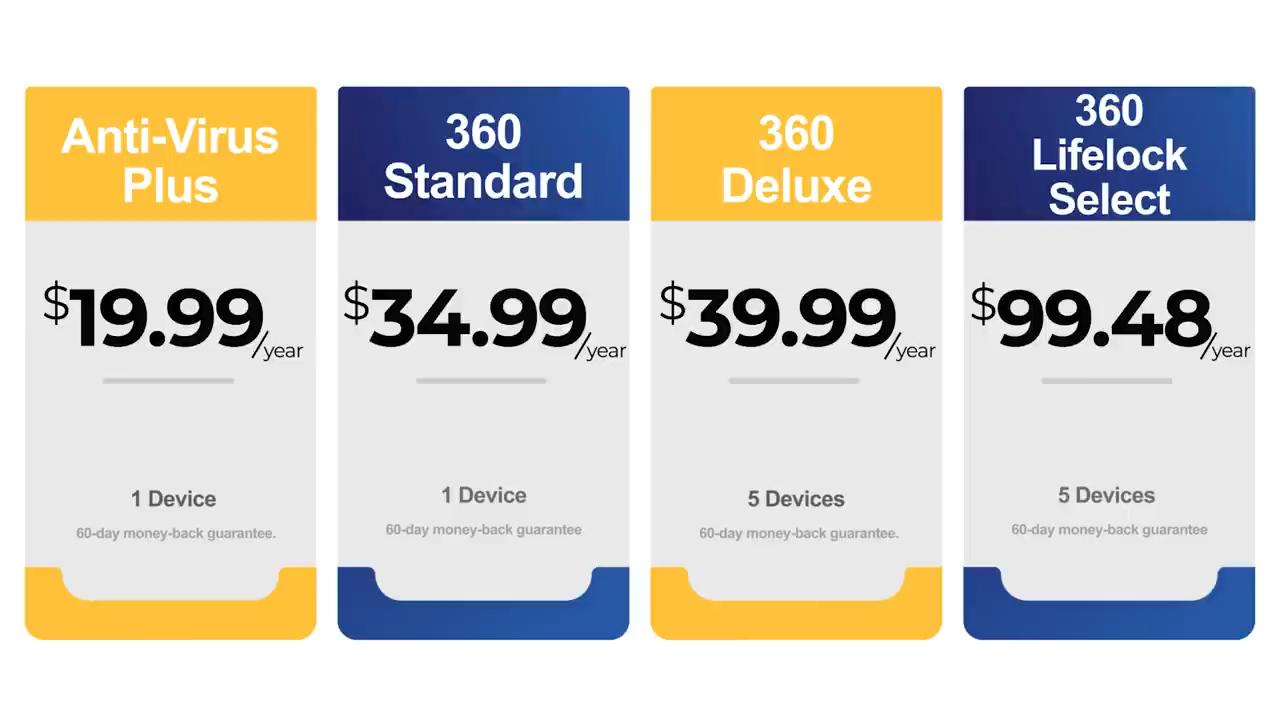 Anti-Virus
Plus
$19.99/year
1 Device
60-day money-back guarantee.
360
Standard
$34.99/year
1 Device
60-day money-back guarantee
360
Deluxe
$39.99/year
5 Devices
60-day money-back guarantee.
360
Lifelock
Select
$99.48/year
5 Devices
60-day money-back guarantee